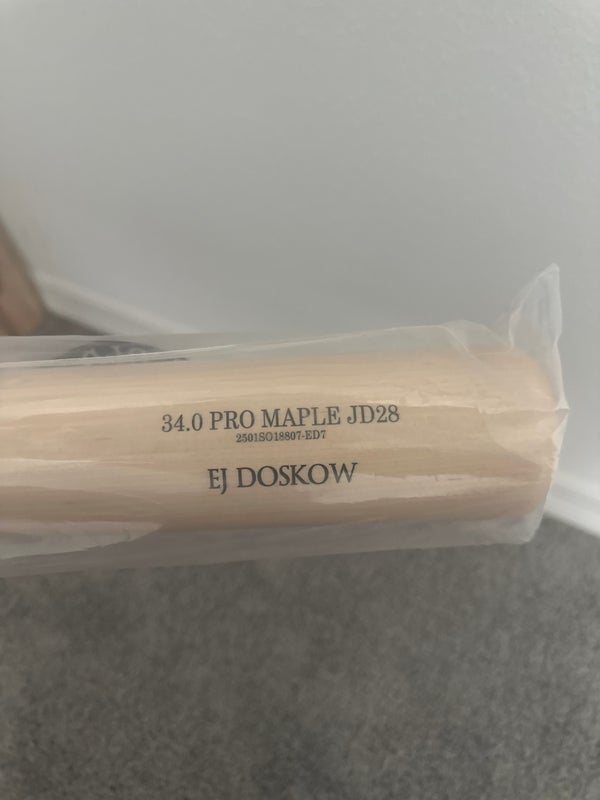 34.0 PRO MAPLE JD28
2501SO18807-ED7
EJ DOSKOW